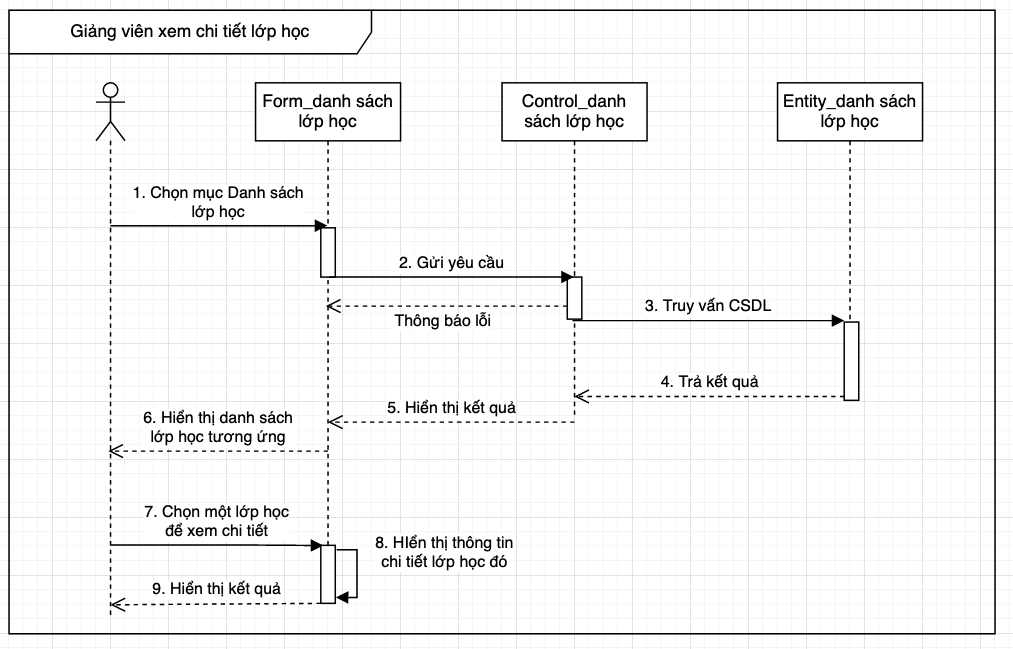 Giảng viên xem chi tiết lớp học
Form_danh sách
lớp học
Control_danh
sách lớp học
Entity_danh sách
lớp học
1. Chọn mục Danh sách
lớp học
2. Gửi yêu cầu
Thông báo lỗi
3. Truy vấn CSDL
4. Trả kết quả
5. Hiển thị kết quả
6. Hiển thị danh sách
lớp học tương ứng
7. Chọn một lớp học
để xem chi tiết
8. HIển thị thông tin
chi tiết lớp học đó
9. Hiển thị kết quả